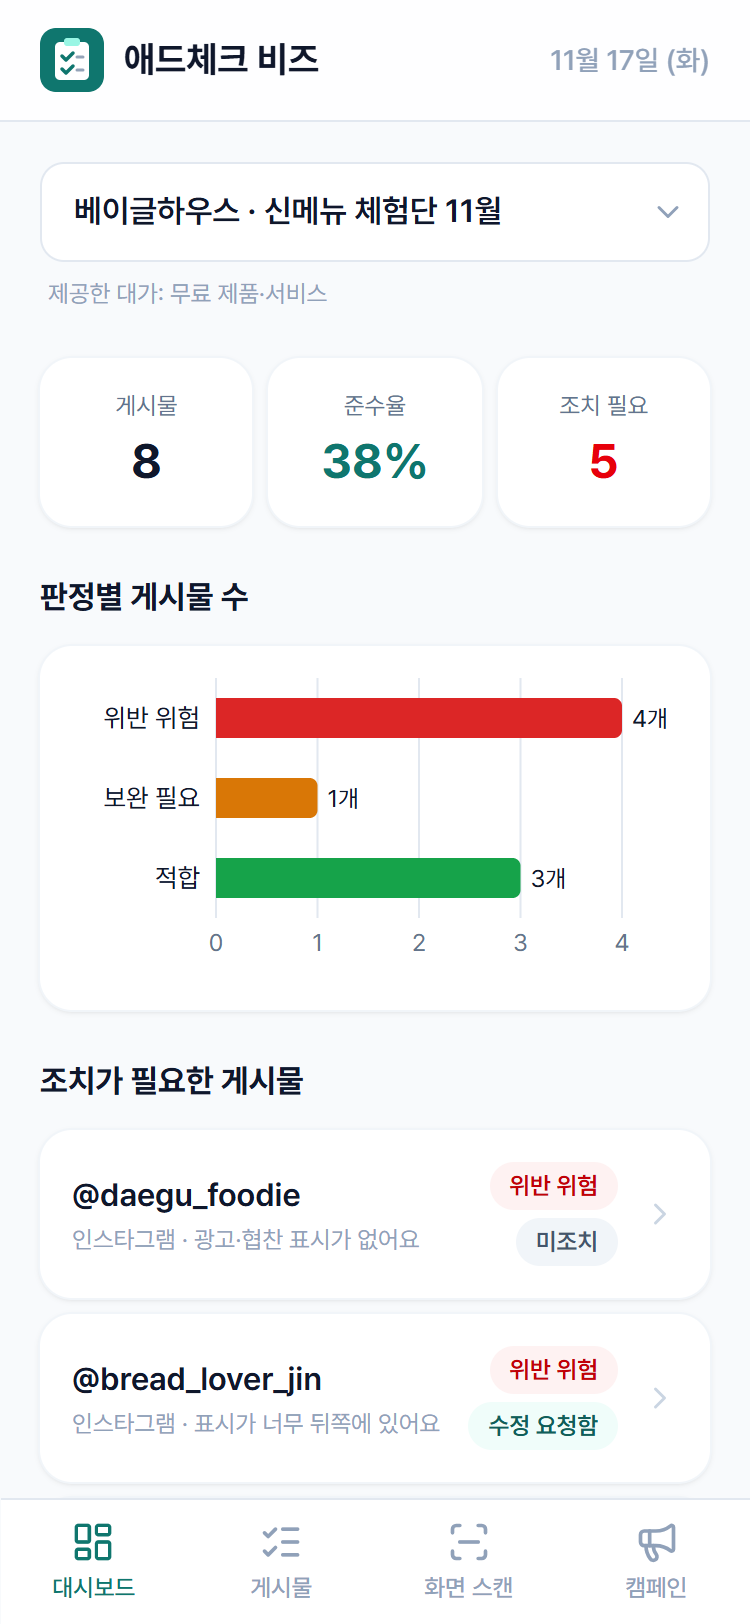 애드체크 비즈
11월 17일 (화)
베이글하우스 · 신메뉴 체험단 11월
제공한 대가: 무료 제품·서비스
게시물
8
준수율
38%
조치 필요
5
판정별 게시물 수
위반 위험
4개
보완 필요
1개
적합
3개
0 1 2 3 4
조치가 필요한 게시물
@daegu_foodie
인스타그램 · 광고·협찬 표시가 없어요
위반 위험
미조치
@bread_lover_jin
인스타그램 · 표시가 너무 뒤쪽에 있어요
위반 위험
수정 요청함
대시보드
게시물
화면 스캔
캠페인